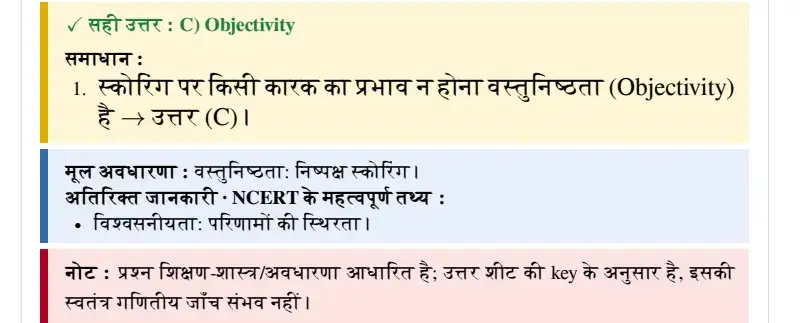 ✓ सही उत्तर : C) Objectivity
समाधान :
1. स्कोरिंग पर किसी कारक का प्रभाव न होना वस्तुनिष्ठता (Objectivity)
है → उत्तर (C)।
मूल अवधारणा : वस्तुनिष्ठता: निष्पक्ष स्कोरिंग।
अतिरिक्त जानकारी · NCERT के महत्वपूर्ण तथ्य :
• विश्वसनीयता: परिणामों की स्थिरता।
नोट : प्रश्न शिक्षण-शास्त्र/अवधारणा आधारित है; उत्तर शीट की key के अनुसार है, इसकी
स्वतंत्र गणितीय जाँच संभव नहीं।